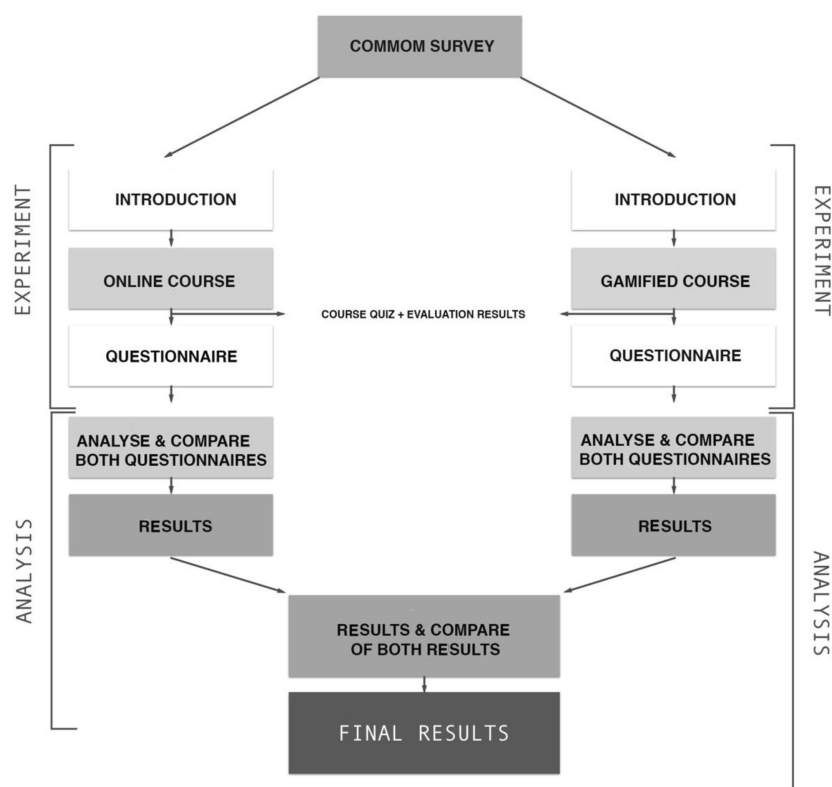 COMMOM SURVEY
EXPERIMENT
INTRODUCTION
ONLINE COURSE
QUESTIONNAIRE
INTRODUCTION
GAMIFIED COURSE
QUESTIONNAIRE
EXPERIMENT
COURSE QUIZ + EVALUATION RESULTS
ANALYSIS
ANALYSE & COMPARE
BOTH QUESTIONNAIRES
RESULTS
ANALYSE & COMPARE
BOTH QUESTIONNAIRES
RESULTS
ANALYSIS
RESULTS & COMPARE
OF BOTH RESULTS
FINAL RESULTS